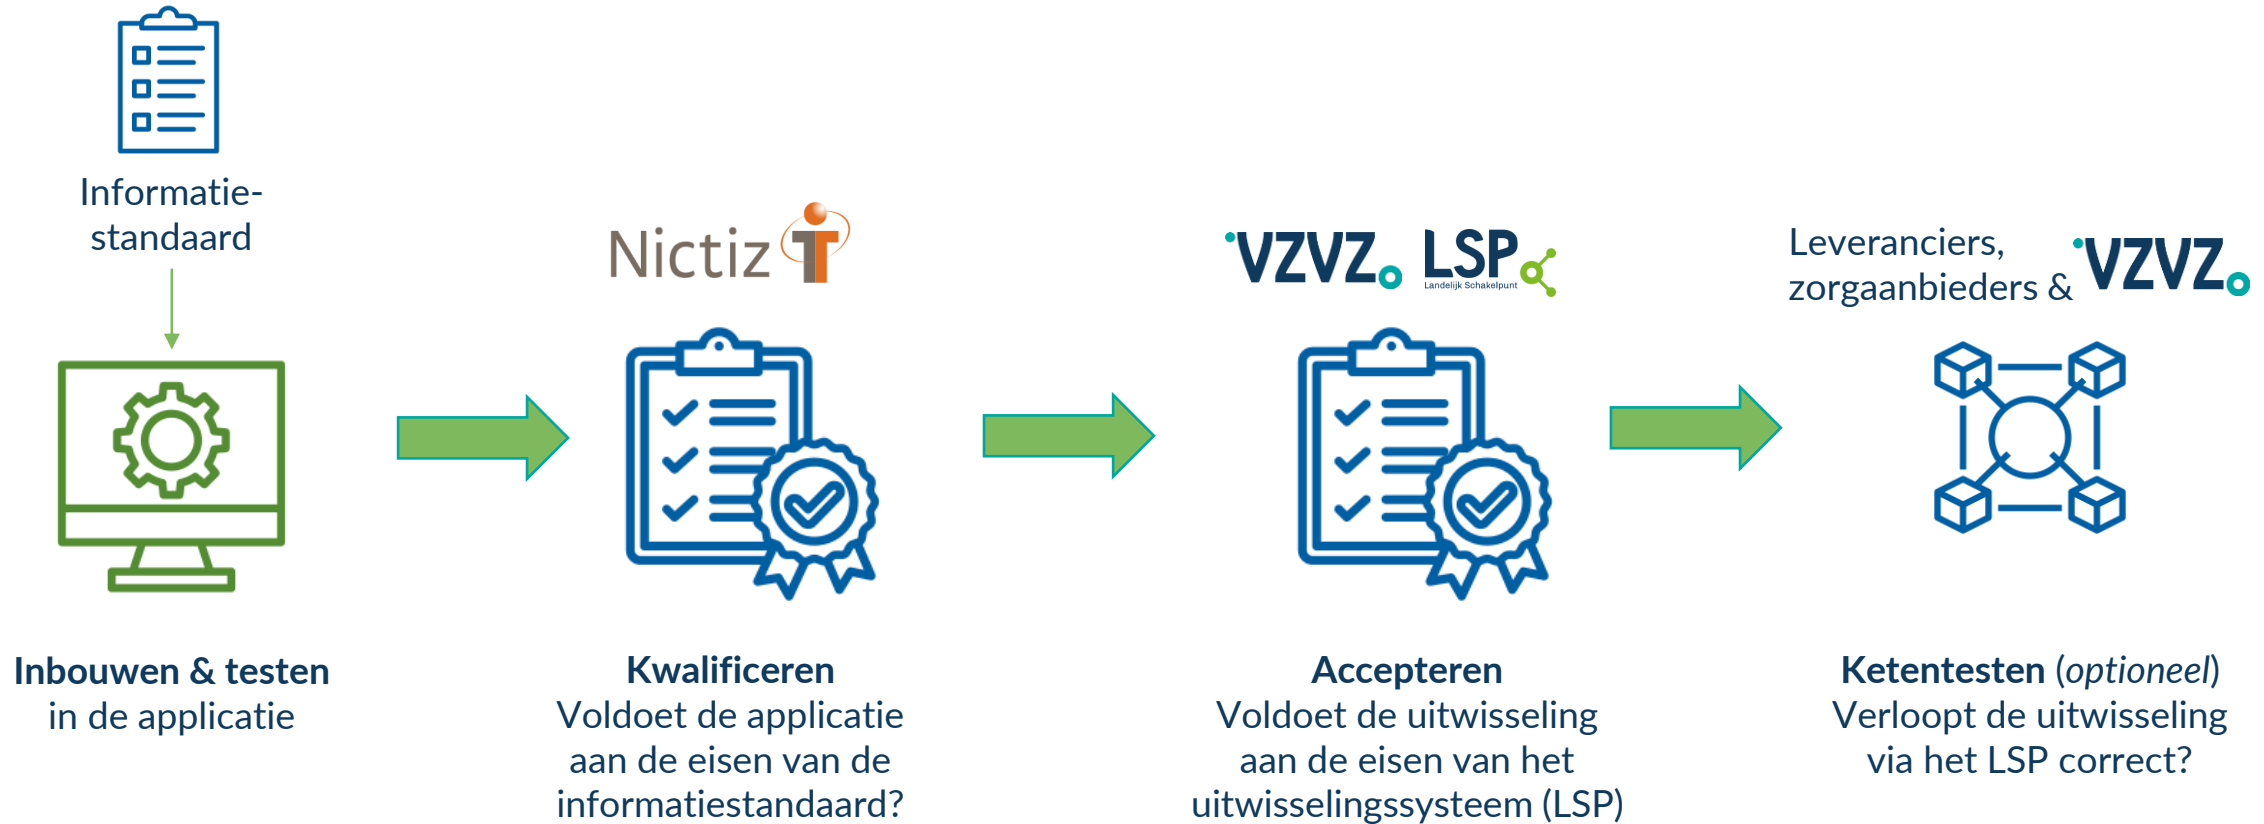 Informatie-
standaard
Inbouwen & testen
in de applicatie
Nictiz
Kwalificeren
Voldoet de applicatie
aan de eisen van de
informatiestandaard?
VZVZ LSP
Landelijk Schakelpunt
Accepteren
Voldoet de uitwisseling
aan de eisen van het
uitwisselingssysteem (LSP)
Leveranciers,
zorgaanbieders & VZVZ
Ketentesten (optioneel)
Verloopt de uitwisseling
via het LSP correct?